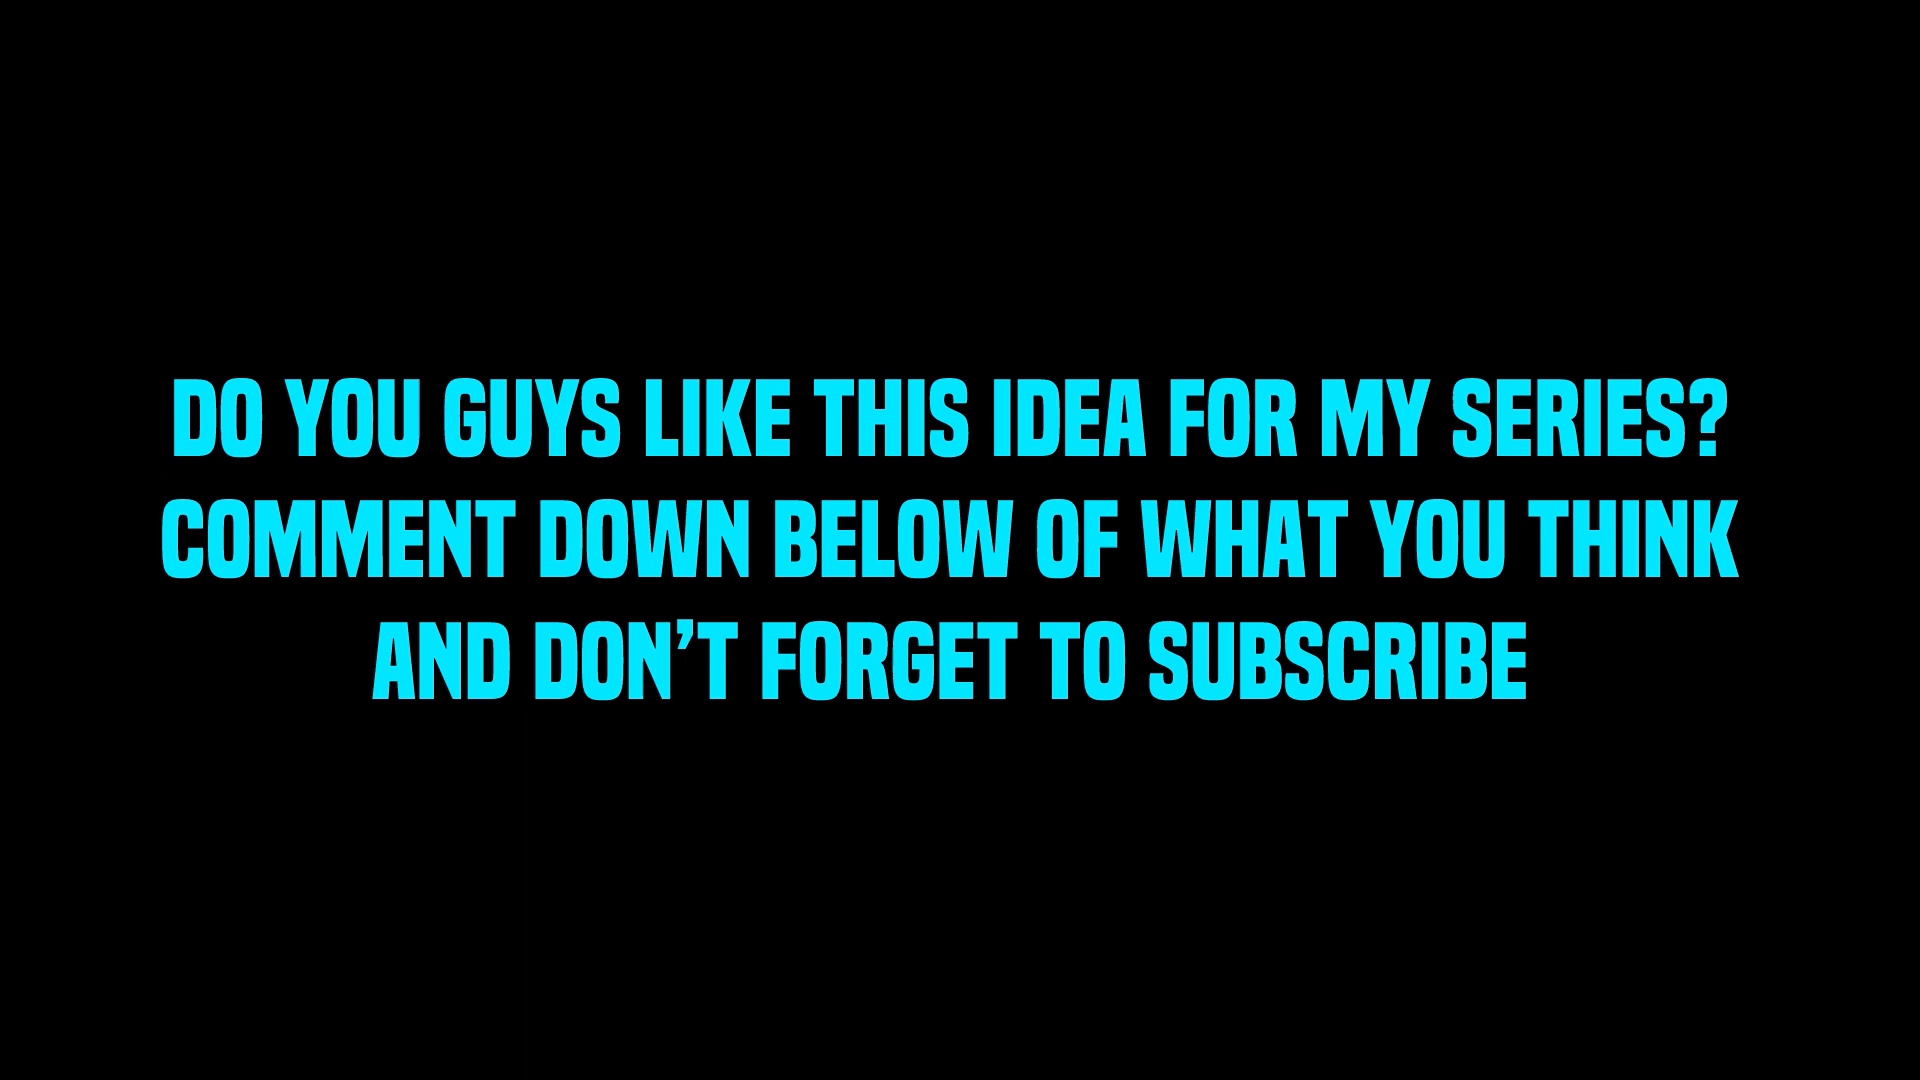 DO YOU GUYS LIKE THIS IDEA FOR MY SERIES?
COMMENT DOWN BELOW OF WHAT YOU THINK
AND DON’T FORGET TO SUBSCRIBE